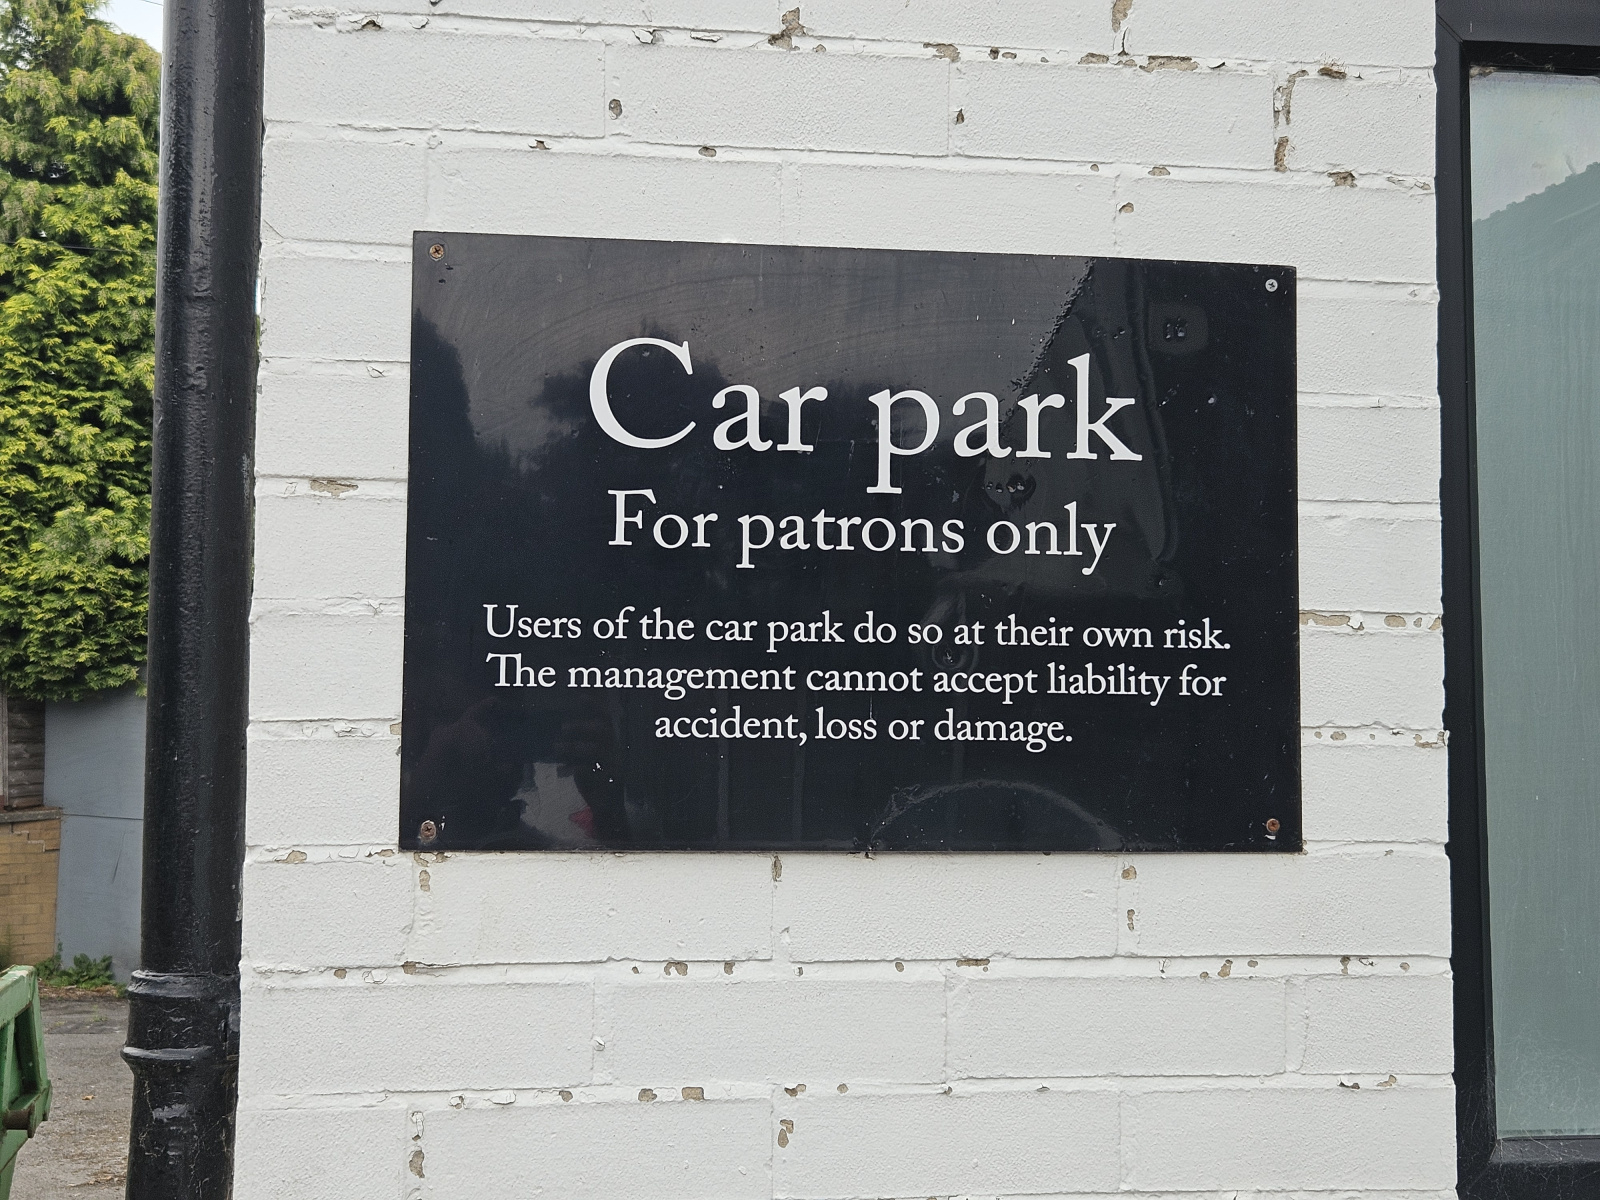 Car park
For patrons only
Users of the car park do so at their own risk.
The management cannot accept liability for
accident, loss or damage.